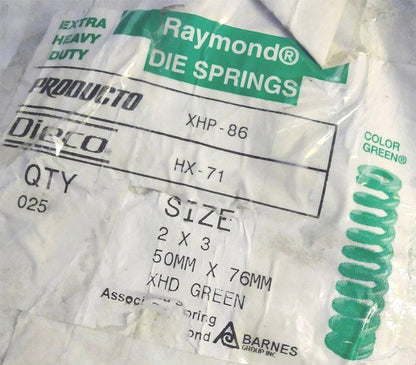 EXTRA
HEAVY
DUTY
Raymond®
DIE SPRINGS
PRODUCTO
XHP-86
Dieco
HX-71
COLOR
GREEN®
QTY
025
SIZE
2 X 3
50MM X 76MM
XHD GREEN
Spring
BARNES
GROUP INC